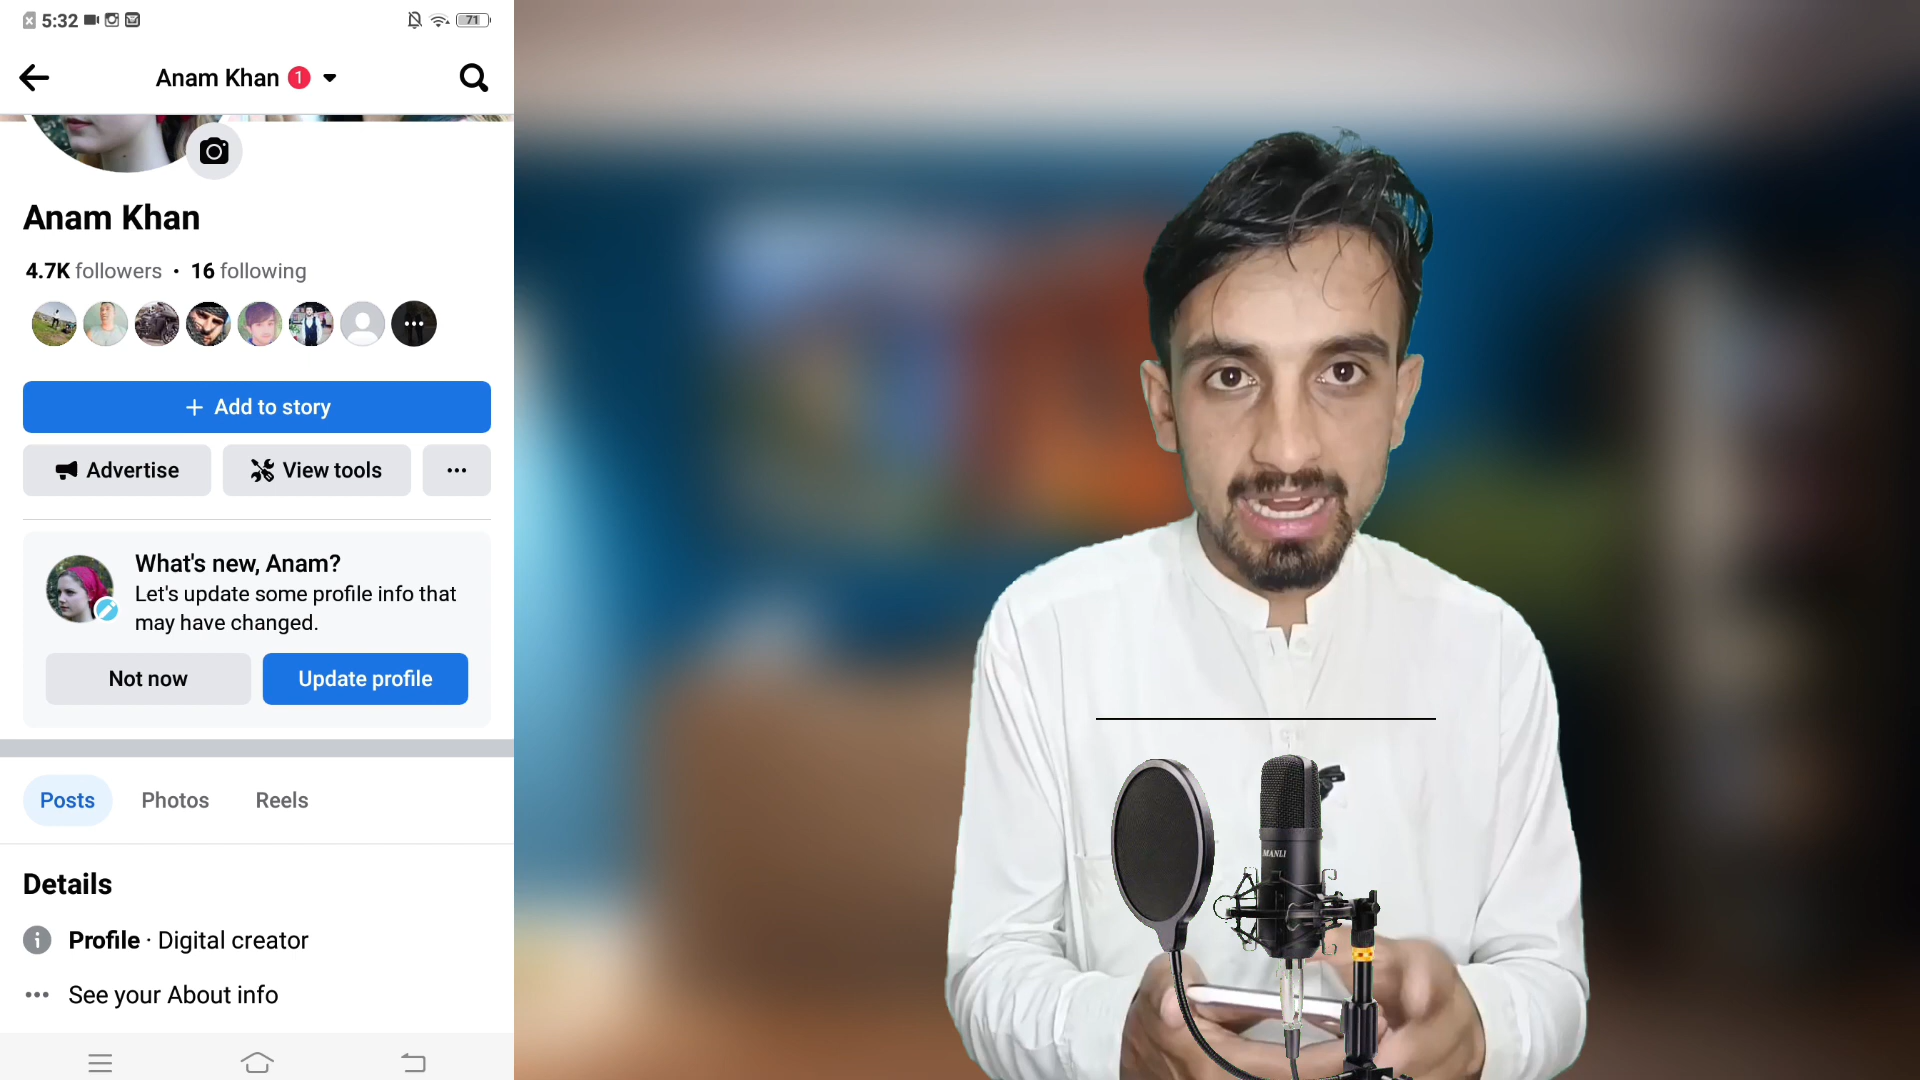 5:32
71
Anam Khan 1
Anam Khan
4.7K followers • 16 following
+ Add to story
Advertise
View tools
What's new, Anam?
Let's update some profile info that
may have changed.
Not now
Update profile
Posts
Photos
Reels
Details
Profile · Digital creator
See your About info
MANLI